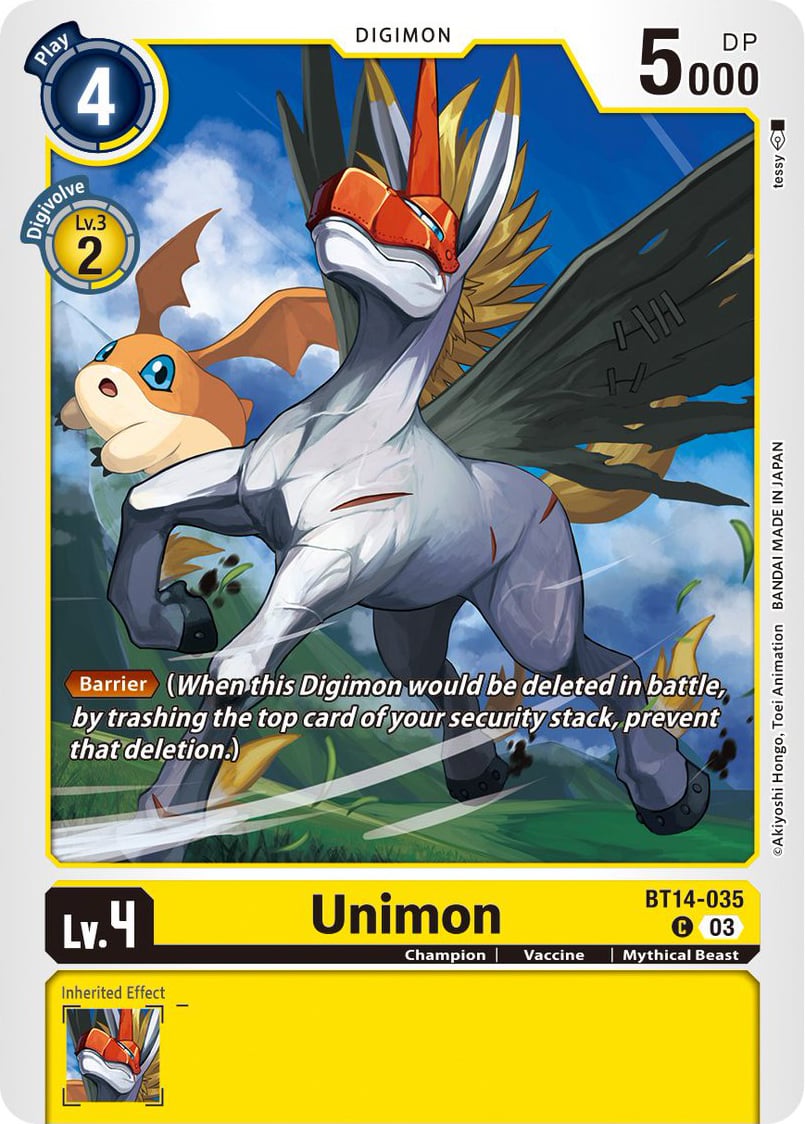 DIGIMON
Play
4
5000
DP
Digivolve
Lv.3
2
tessy
Barrier (When this Digimon would be deleted in battle,
by trashing the top card of your security stack, prevent
that deletion.)
©Akiyoshi Hongo, Toei Animation BANDAI MADE IN JAPAN
Lv.4
Unimon
BT14-035
C 03
Champion | Vaccine | Mythical Beast
Inherited Effect
—